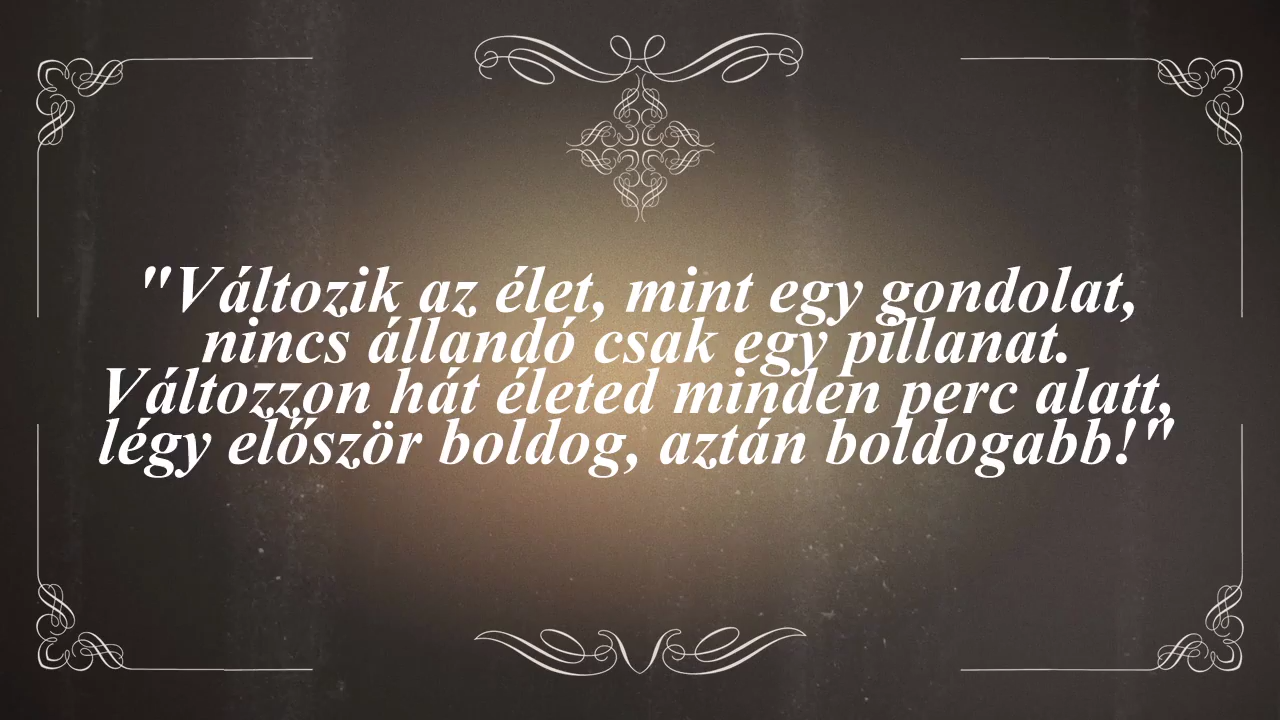 "Változik az élet, mint egy gondolat,
nincs állandó csak egy pillanat.
Változzon hát életed minden perc alatt,
légy először boldog, aztán boldogabb!"